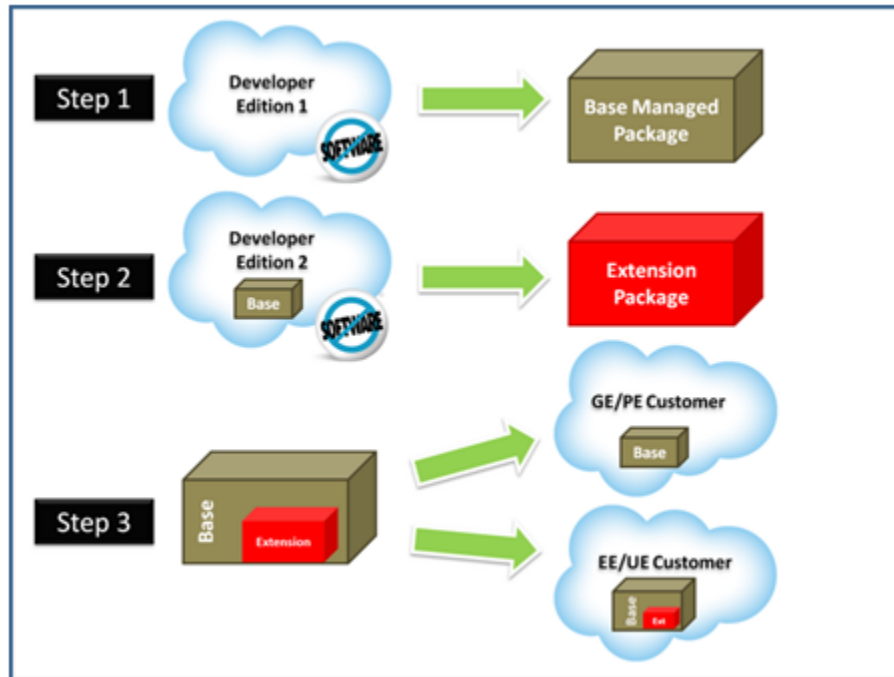 Step 1
Developer
Edition 1
SOFTWARE
Base Managed
Package
Step 2
Developer
Edition 2
Base
SOFTWARE
Extension
Package
Step 3
Base
Extension
GE/PE Customer
Base
EE/UE Customer
Base
Ext